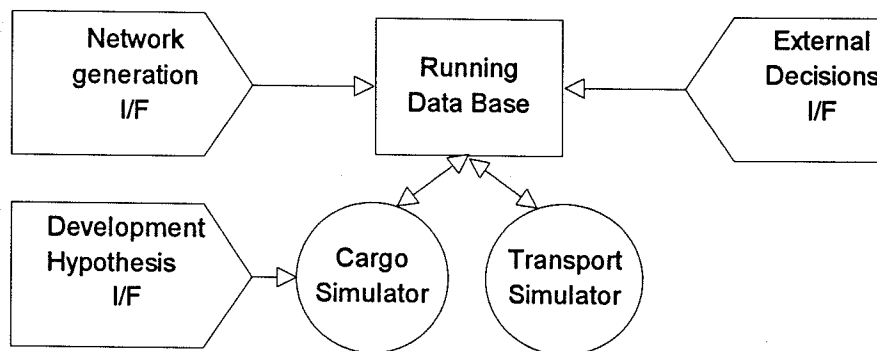 Network
generation
I/F
Running
Data Base
External
Decisions
I/F
Development
Hypothesis
I/F
Cargo
Simulator
Transport
Simulator